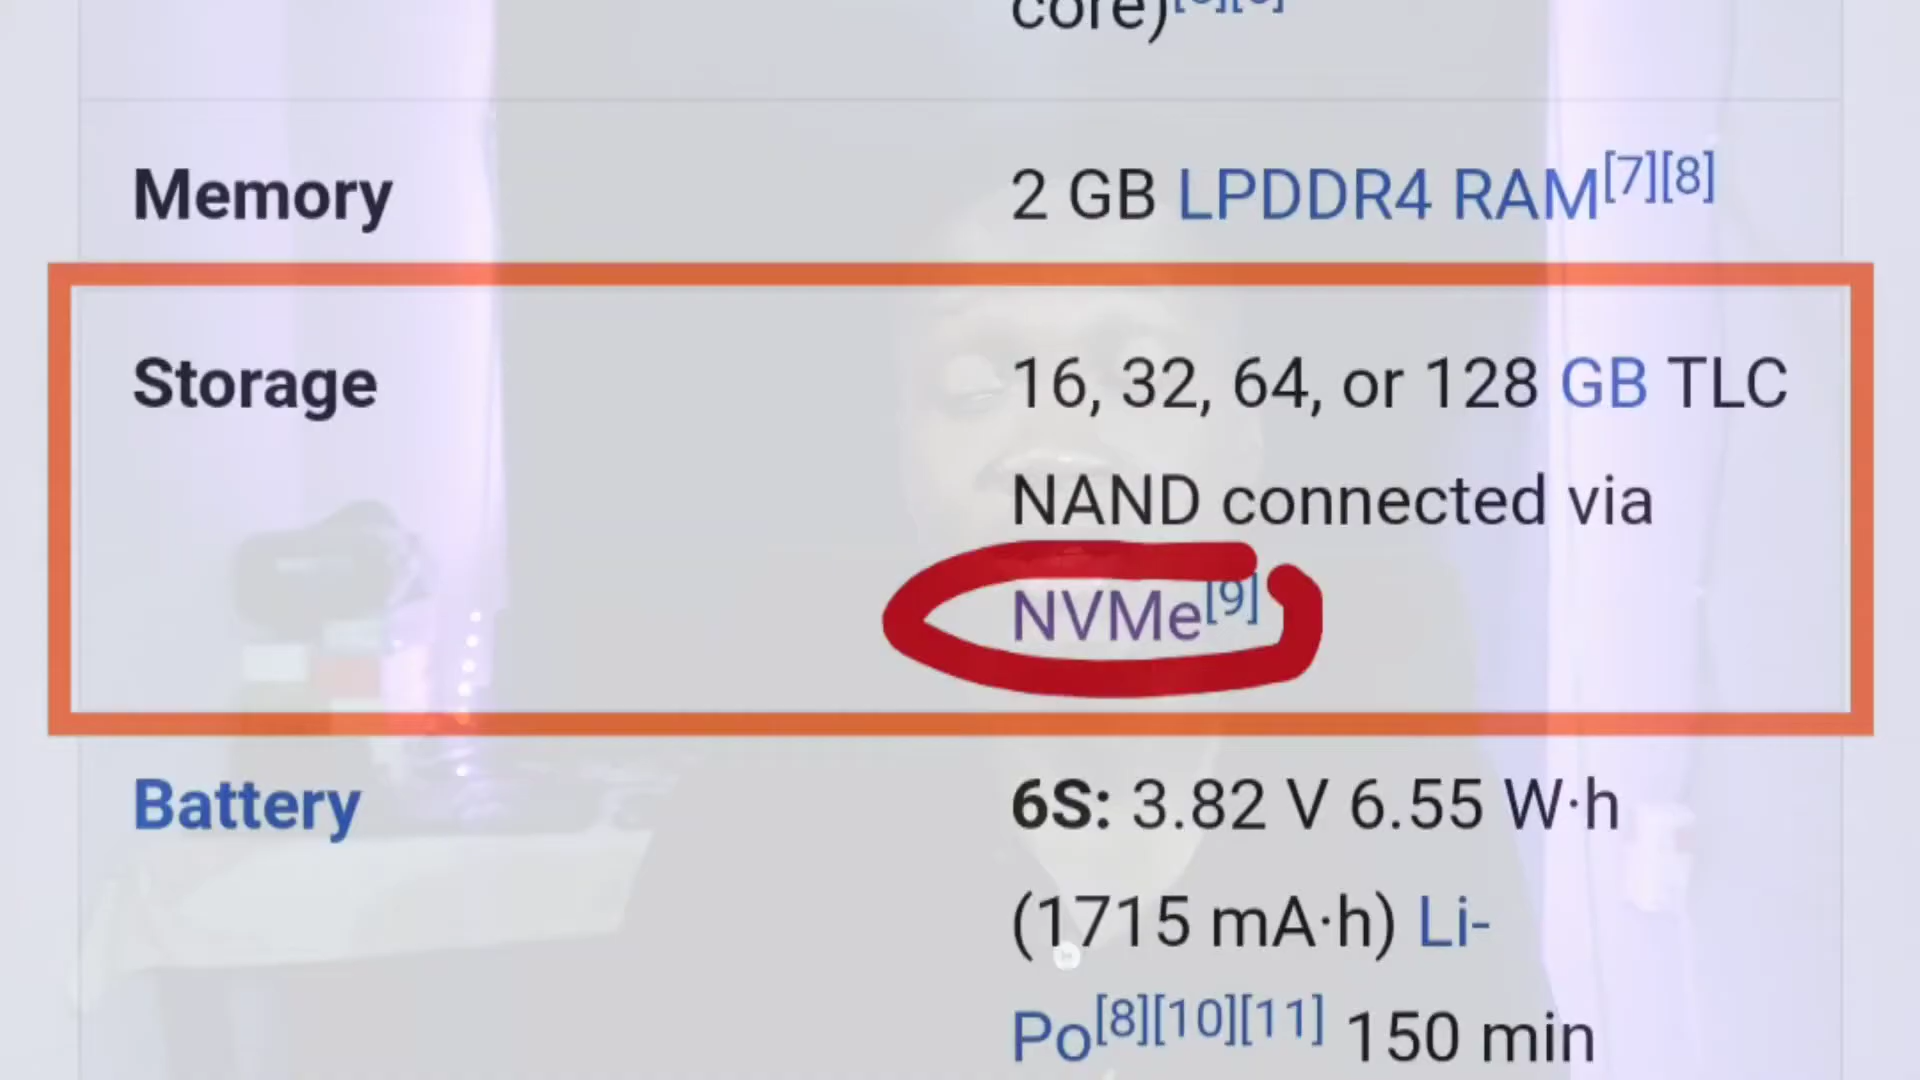 core)
Memory
2 GB LPDDR4 RAM[7][8]
Storage
16, 32, 64, or 128 GB TLC
NAND connected via
NVMe[9]
Battery
6S: 3.82 V 6.55 W·h
(1715 mA·h) Li-
Po[8][10][11] 150 min